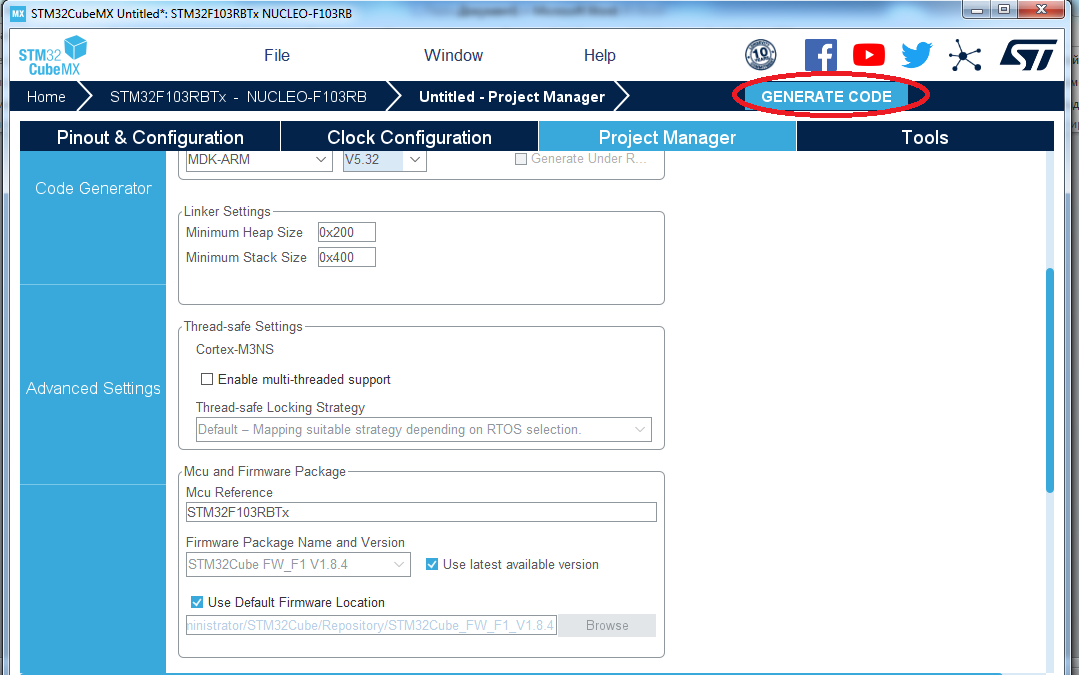 MX STM32CubeMX Untitled*: STM32F103RBTx NUCLEO-F103RB
STM32 CubeMX
File Window Help
10 YEARS
Home STM32F103RBTx - NUCLEO-F103RB Untitled - Project Manager GENERATE CODE
Pinout & Configuration Clock Configuration Project Manager Tools
MDK-ARM V5.32 Generate Under R...
Code Generator
Linker Settings
Minimum Heap Size 0x200
Minimum Stack Size 0x400
Thread-safe Settings
Cortex-M3NS
Enable multi-threaded support
Advanced Settings
Thread-safe Locking Strategy
Default – Mapping suitable strategy depending on RTOS selection.
Mcu and Firmware Package
Mcu Reference
STM32F103RBTx
Firmware Package Name and Version
STM32Cube FW_F1 V1.8.4 Use latest available version
Use Default Firmware Location
ninistrator/STM32Cube/Repository/STM32Cube_FW_F1_V1.8.4 Browse